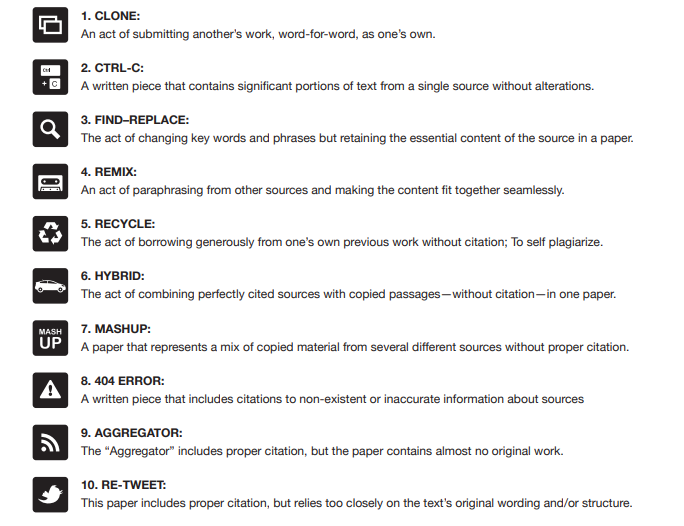 1. CLONE:
An act of submitting another's work, word-for-word, as one's own.
CTRL-C:
2. CTRL-C:
A written piece that contains significant portions of text from a single source without alterations.
+ C
3. FIND–REPLACE:
The act of changing key words and phrases but retaining the essential content of the source in a paper.
4. REMIX:
An act of paraphrasing from other sources and making the content fit together seamlessly.
5. RECYCLE:
The act of borrowing generously from one's own previous work without citation; To self plagiarize.
6. HYBRID:
The act of combining perfectly cited sources with copied passages—without citation—in one paper.
MASH
UP
7. MASHUP:
A paper that represents a mix of copied material from several different sources without proper citation.
8. 404 ERROR:
A written piece that includes citations to non-existent or inaccurate information about sources
9. AGGREGATOR:
The “Aggregator” includes proper citation, but the paper contains almost no original work.
10. RE-TWEET:
This paper includes proper citation, but relies too closely on the text's original wording and/or structure.